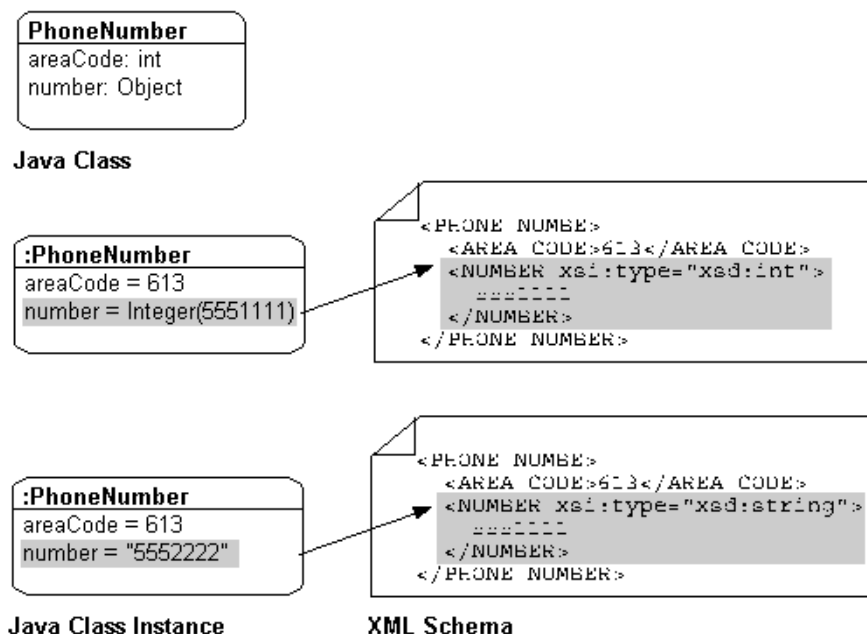 PhoneNumber
areaCode: int
number: Object
Java Class
:PhoneNumber
areaCode = 613
number = Integer(5551111)
<PHONE NUMBE>
<AREA CODE>613</AREA CODE>
<NUMBER xsi:type="xsd:int">
</NUMBER>
</PHONE NUMBER>
:PhoneNumber
areaCode = 613
number = "5552222"
<PHONE NUMBE>
<AREA CODE>613</AREA CODE>
<NUMBER xsi:type="xsd:string">
</NUMBER>
</PHONE NUMBER>
Java Class Instance
XML Schema